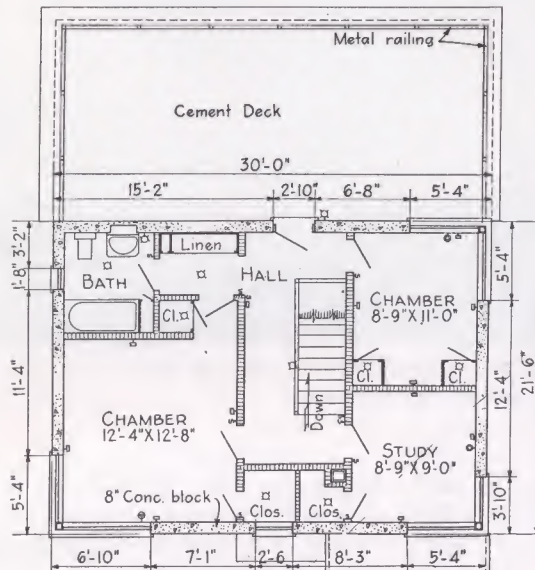 Metal railing
Cement Deck
30'-0"
15'-2" 2'-10" 6'-8" 5'-4"
3'-2"
1'-8"
11'-4"
5'-4"
Linen
BATH
HALL
Cl.
CHAMBER
8'-9"X11'-0"
Cl. Cl.
5'-4"
12'-4"
3'-10"
21'-6"
CHAMBER
12'-4"X12'-8"
Down
STUDY
8'-9"X9'-0"
8" Conc. block
Clos. Clos.
6'-10" 7'-1" 2'-6 8'-3" 5'-4"